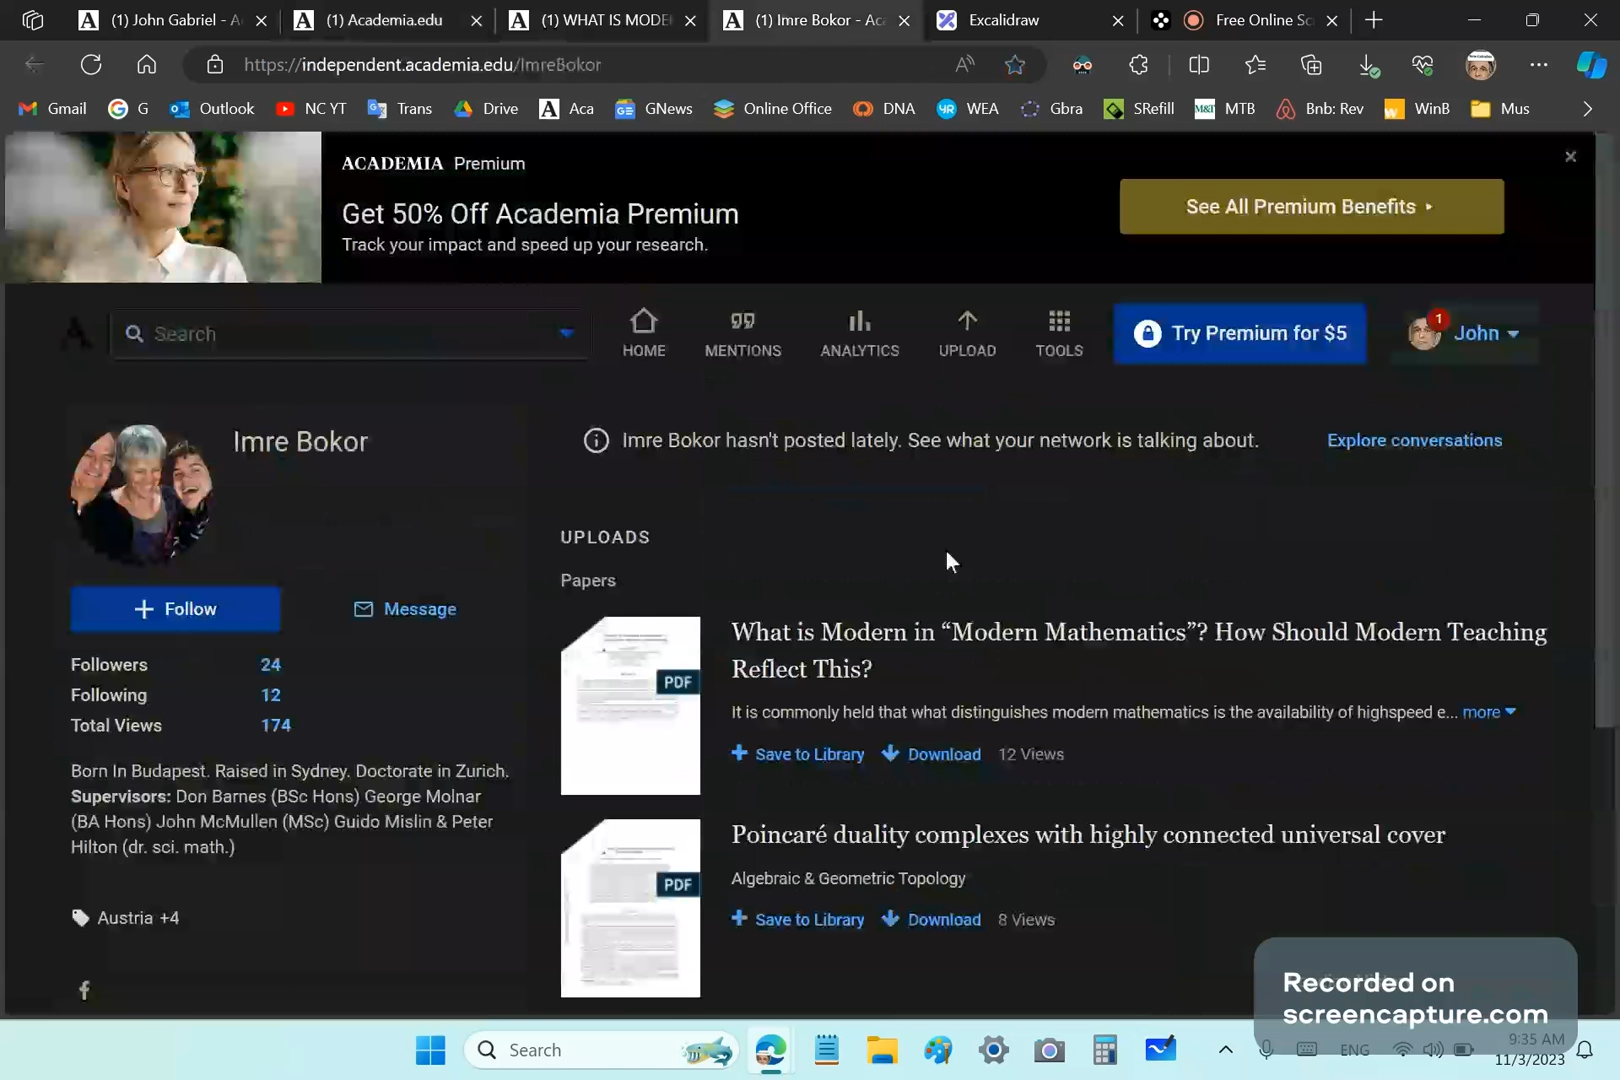 (1) John Gabriel - A
(1) Academia.edu
(1) WHAT IS MODE
(1) Imre Bokor - Aca
Excalidraw
Free Online Sc
https://independent.academia.edu/ImreBokor
Gmail G Outlook NC YT Trans Drive Aca GNews Online Office DNA WEA Gbra SRefill MTB Bnb: Rev WinB Mus
ACADEMIA Premium
Get 50% Off Academia Premium
Track your impact and speed up your research.
See All Premium Benefits
Search
HOME
MENTIONS
ANALYTICS
UPLOAD
TOOLS
Try Premium for $5
1
John
Imre Bokor
Follow
Message
Followers 24
Following 12
Total Views 174
Born In Budapest. Raised in Sydney. Doctorate in Zurich.
Supervisors: Don Barnes (BSc Hons) George Molnar
(BA Hons) John McMullen (MSc) Guido Mislin & Peter
Hilton (dr. sci. math.)
Austria +4
Imre Bokor hasn't posted lately. See what your network is talking about.
Explore conversations
UPLOADS
Papers
PDF
What is Modern in “Modern Mathematics”? How Should Modern Teaching
Reflect This?
It is commonly held that what distinguishes modern mathematics is the availability of highspeed e... more
Save to Library Download 12 Views
PDF
Poincaré duality complexes with highly connected universal cover
Algebraic & Geometric Topology
Save to Library Download 8 Views
Recorded on
screencapture.com
Search
ENG
9:35 AM
11/3/2023